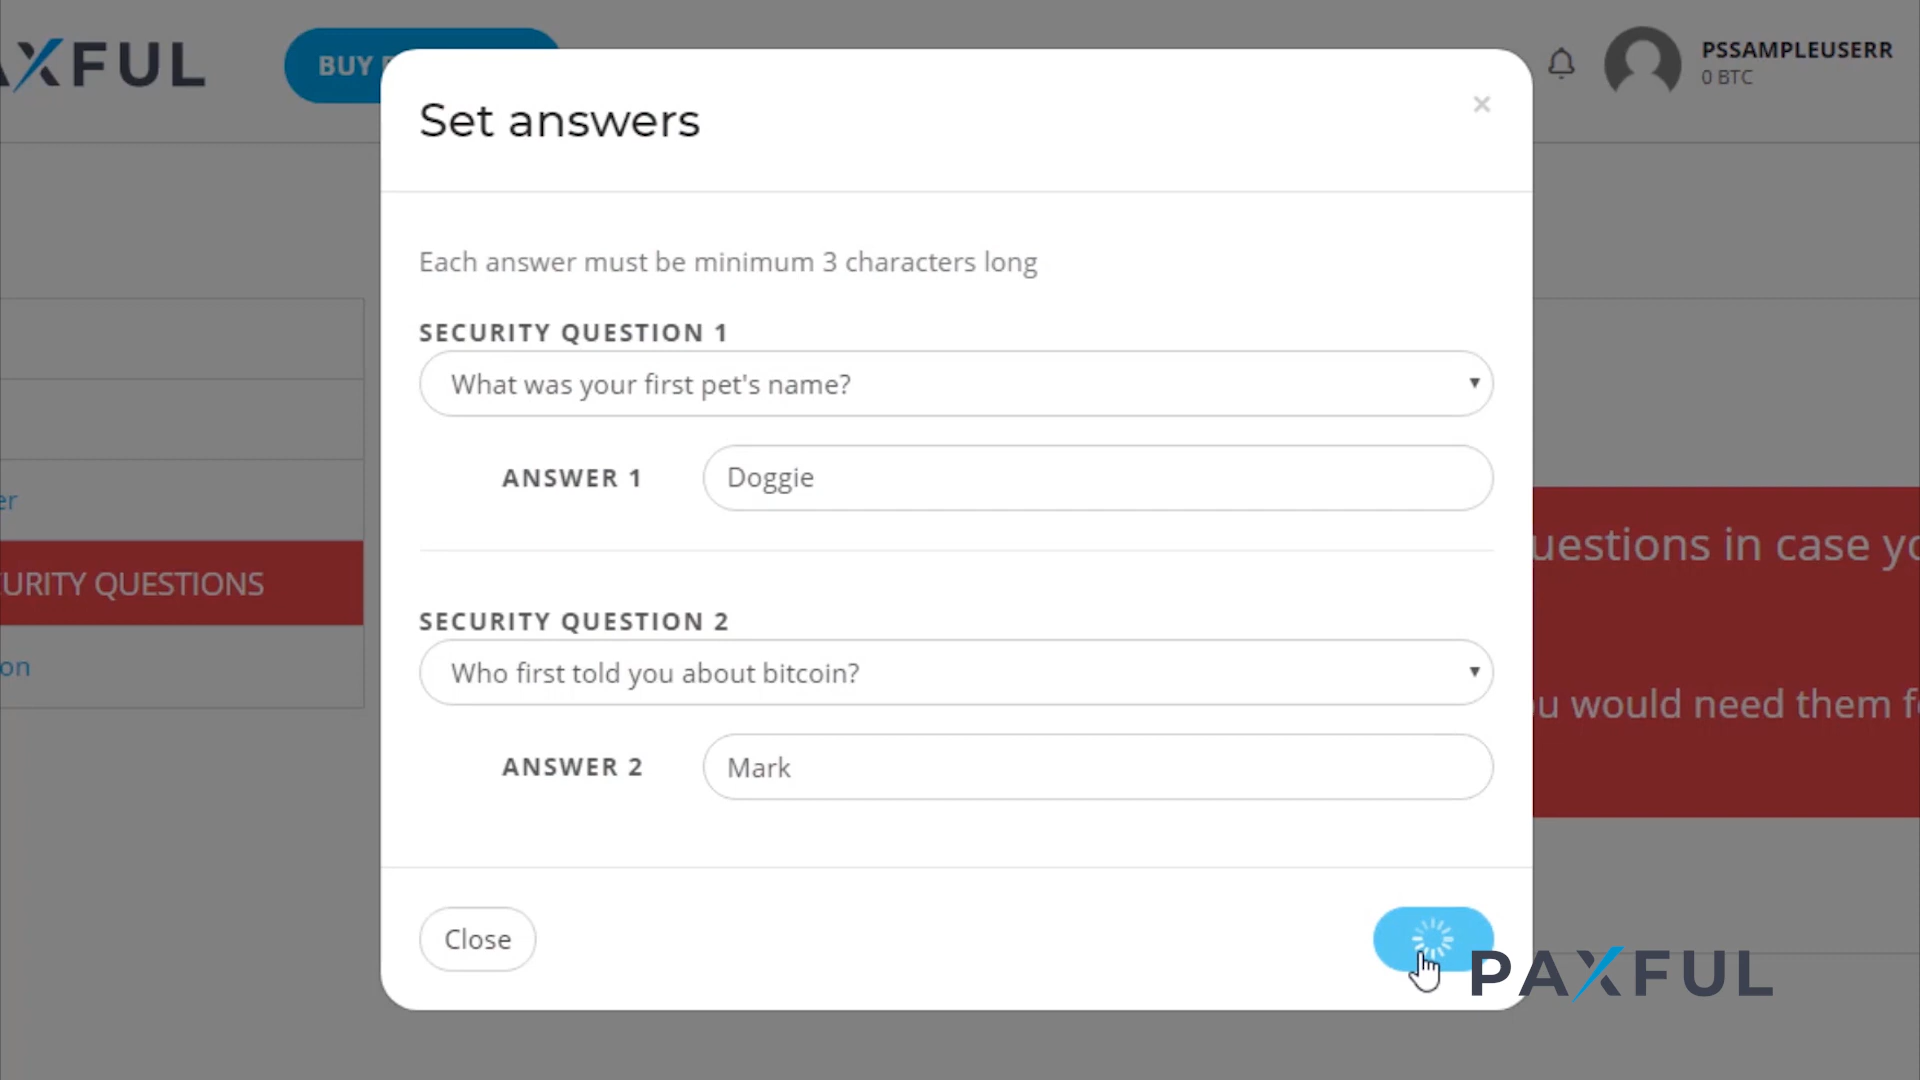 AXFUL
BUY
PSSAMPLEUSERR
0 BTC
Set answers
×
Each answer must be minimum 3 characters long
SECURITY QUESTION 1
What was your first pet's name?
ANSWER 1
Doggie
er
URITY QUESTIONS
uestions in case yo
SECURITY QUESTION 2
Who first told you about bitcoin?
on
u would need them f
ANSWER 2
Mark
Close
PAXFUL